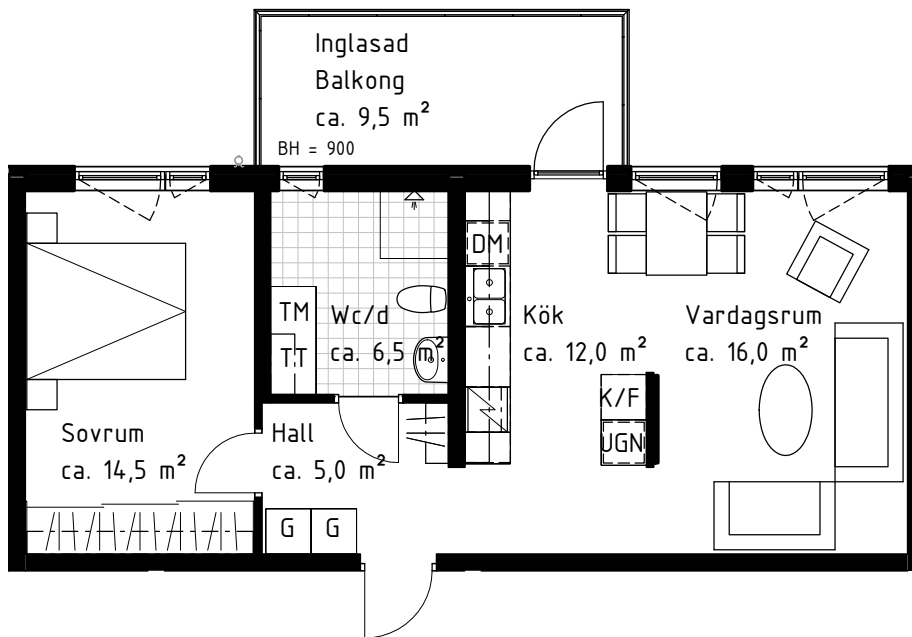 Inglasad
Balkong
ca. 9,5 m²
BH = 900
DM
TM
TT
Wc/d
ca. 6,5 m²
Kök
ca. 12,0 m²
Vardagsrum
ca. 16,0 m²
K/F
UGN
Sovrum
ca. 14,5 m²
Hall
ca. 5,0 m²
G
G